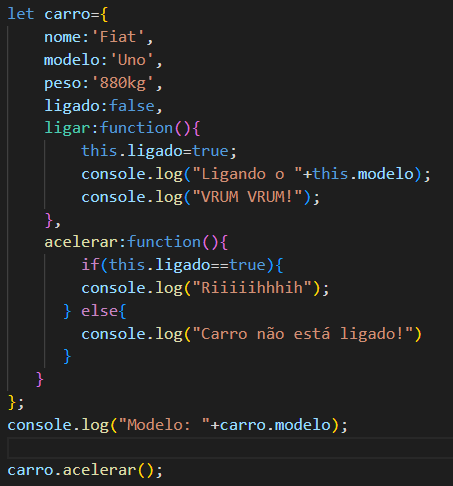 let carro={
    nome:'Fiat',
    modelo:'Uno',
    peso:'880kg',
    ligado:false,
    ligar:function(){
        this.ligado=true;
        console.log("Ligando o "+this.modelo);
        console.log("VRUM VRUM!");
    },
    acelerar:function(){
        if(this.ligado==true){
        console.log("Riiiiihhhih");
      } else{
        console.log("Carro não está ligado!")
      }
   }
};
console.log("Modelo: "+carro.modelo);

carro.acelerar();